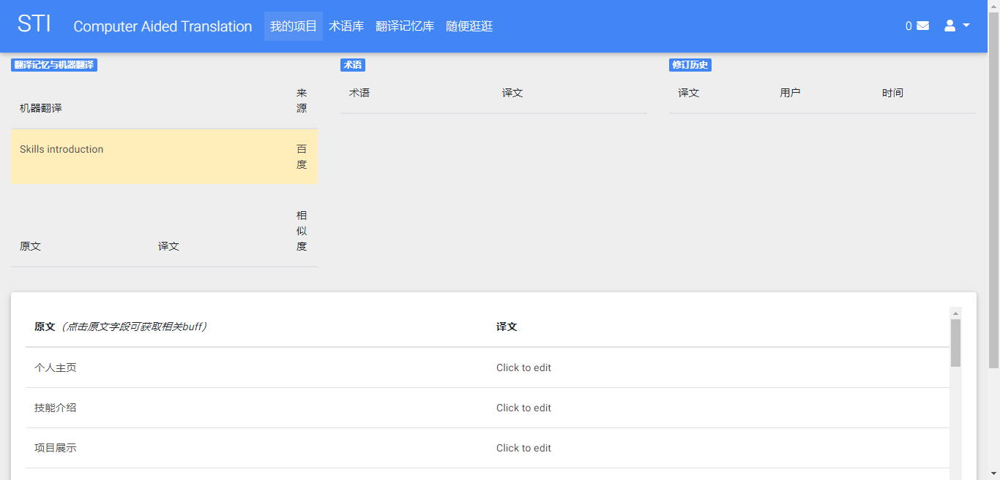 STI Computer Aided Translation 我的项目 术语库 翻译记忆库 随便逛逛 0
翻译记忆与机器翻译
机器翻译 来源
Skills introduction 百度
原文 译文 相似度
术语
术语 译文
修订历史
译文 用户 时间
原文（点击原文字段可获取相关buff） 译文
个人主页 Click to edit
技能介绍 Click to edit
项目展示 Click to edit